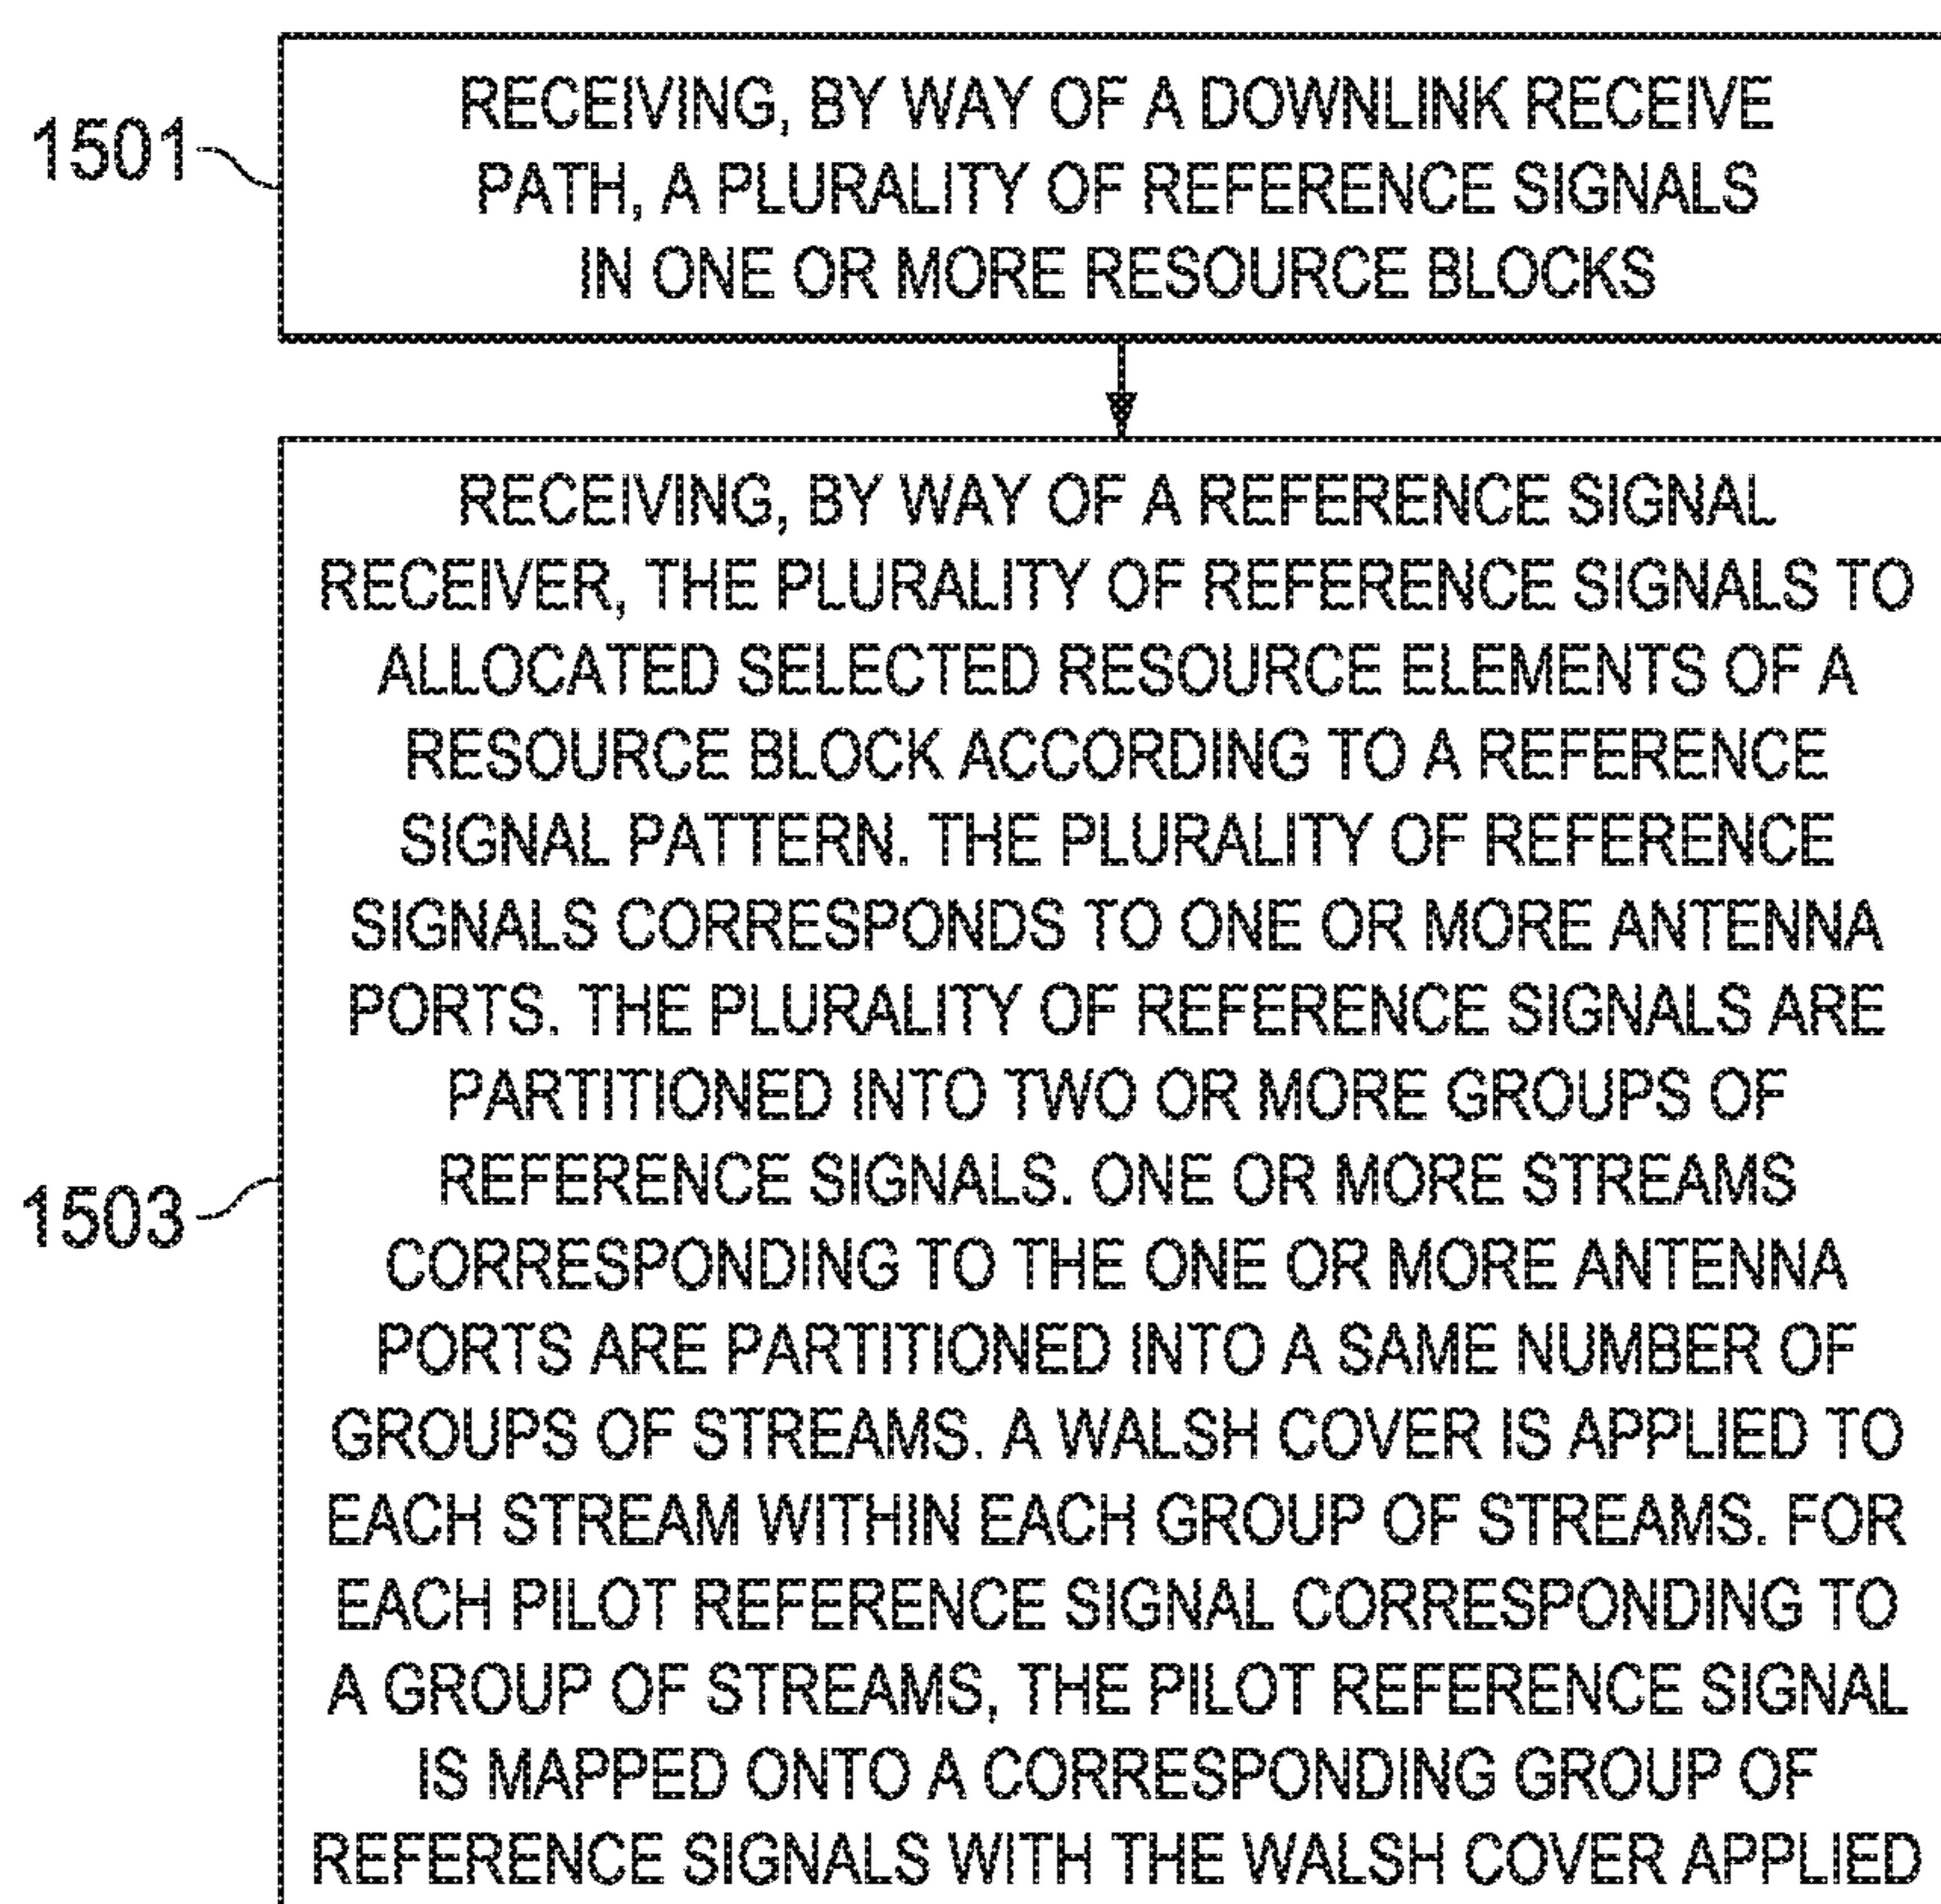 1501
RECEIVING, BY WAY OF A DOWNLINK RECEIVE
PATH, A PLURALITY OF REFERENCE SIGNALS
IN ONE OR MORE RESOURCE BLOCKS
1503
RECEIVING, BY WAY OF A REFERENCE SIGNAL
RECEIVER, THE PLURALITY OF REFERENCE SIGNALS TO
ALLOCATED SELECTED RESOURCE ELEMENTS OF A
RESOURCE BLOCK ACCORDING TO A REFERENCE
SIGNAL PATTERN. THE PLURALITY OF REFERENCE
SIGNALS CORRESPONDS TO ONE OR MORE ANTENNA
PORTS. THE PLURALITY OF REFERENCE SIGNALS ARE
PARTITIONED INTO TWO OR MORE GROUPS OF
REFERENCE SIGNALS. ONE OR MORE STREAMS
CORRESPONDING TO THE ONE OR MORE ANTENNA
PORTS ARE PARTITIONED INTO A SAME NUMBER OF
GROUPS OF STREAMS. A WALSH COVER IS APPLIED TO
EACH STREAM WITHIN EACH GROUP OF STREAMS. FOR
EACH PILOT REFERENCE SIGNAL CORRESPONDING TO
A GROUP OF STREAMS, THE PILOT REFERENCE SIGNAL
IS MAPPED ONTO A CORRESPONDING GROUP OF
REFERENCE SIGNALS WITH THE WALSH COVER APPLIED